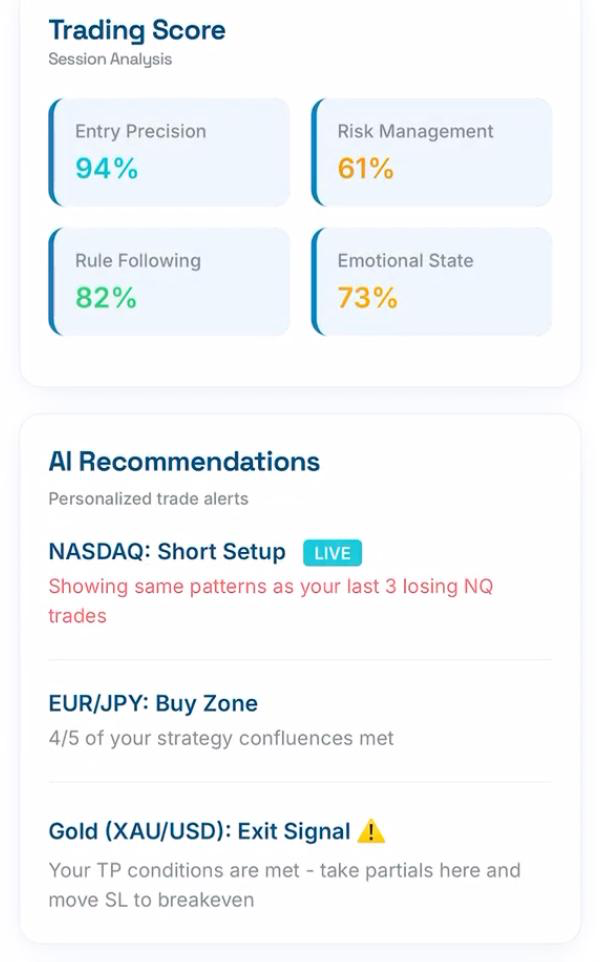 Trading Score
Session Analysis
Entry Precision
94%
Risk Management
61%
Rule Following
82%
Emotional State
73%
AI Recommendations
Personalized trade alerts
NASDAQ: Short Setup LIVE
Showing same patterns as your last 3 losing NQ
trades
EUR/JPY: Buy Zone
4/5 of your strategy confluences met
Gold (XAU/USD): Exit Signal ⚠️
Your TP conditions are met - take partials here and
move SL to breakeven